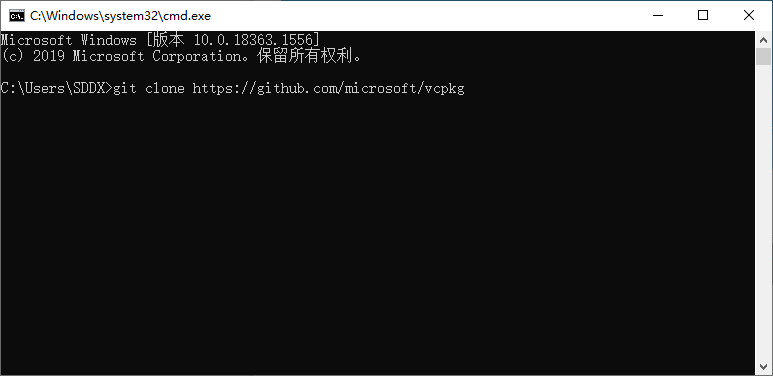 C:\Windows\system32\cmd.exe
Microsoft Windows [版本 10.0.18363.1556]
(c) 2019 Microsoft Corporation。保留所有权利。
C:\Users\SDDX>git clone https://github.com/microsoft/vcpkg